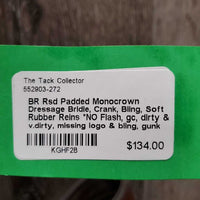 The Tack Collector
552903-272
BR Rsd Padded Monocrown
Dressage Bridle, Crank, Bling, Soft
Rubber Reins *NO Flash, gc, dirty &
v.dirty, missing logo & bling, gunk
KGHF2B
$134.00